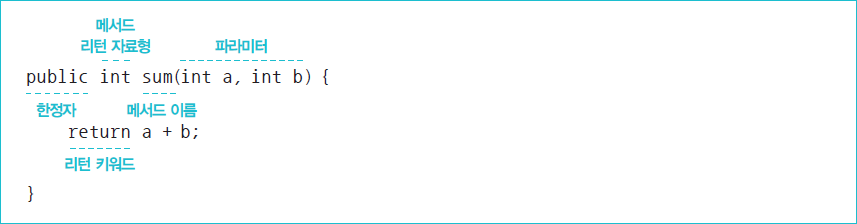 메서드
리턴 자료형 파라미터
public int sum(int a, int b) {
한정자 메서드 이름
return a + b;
리턴 키워드
}